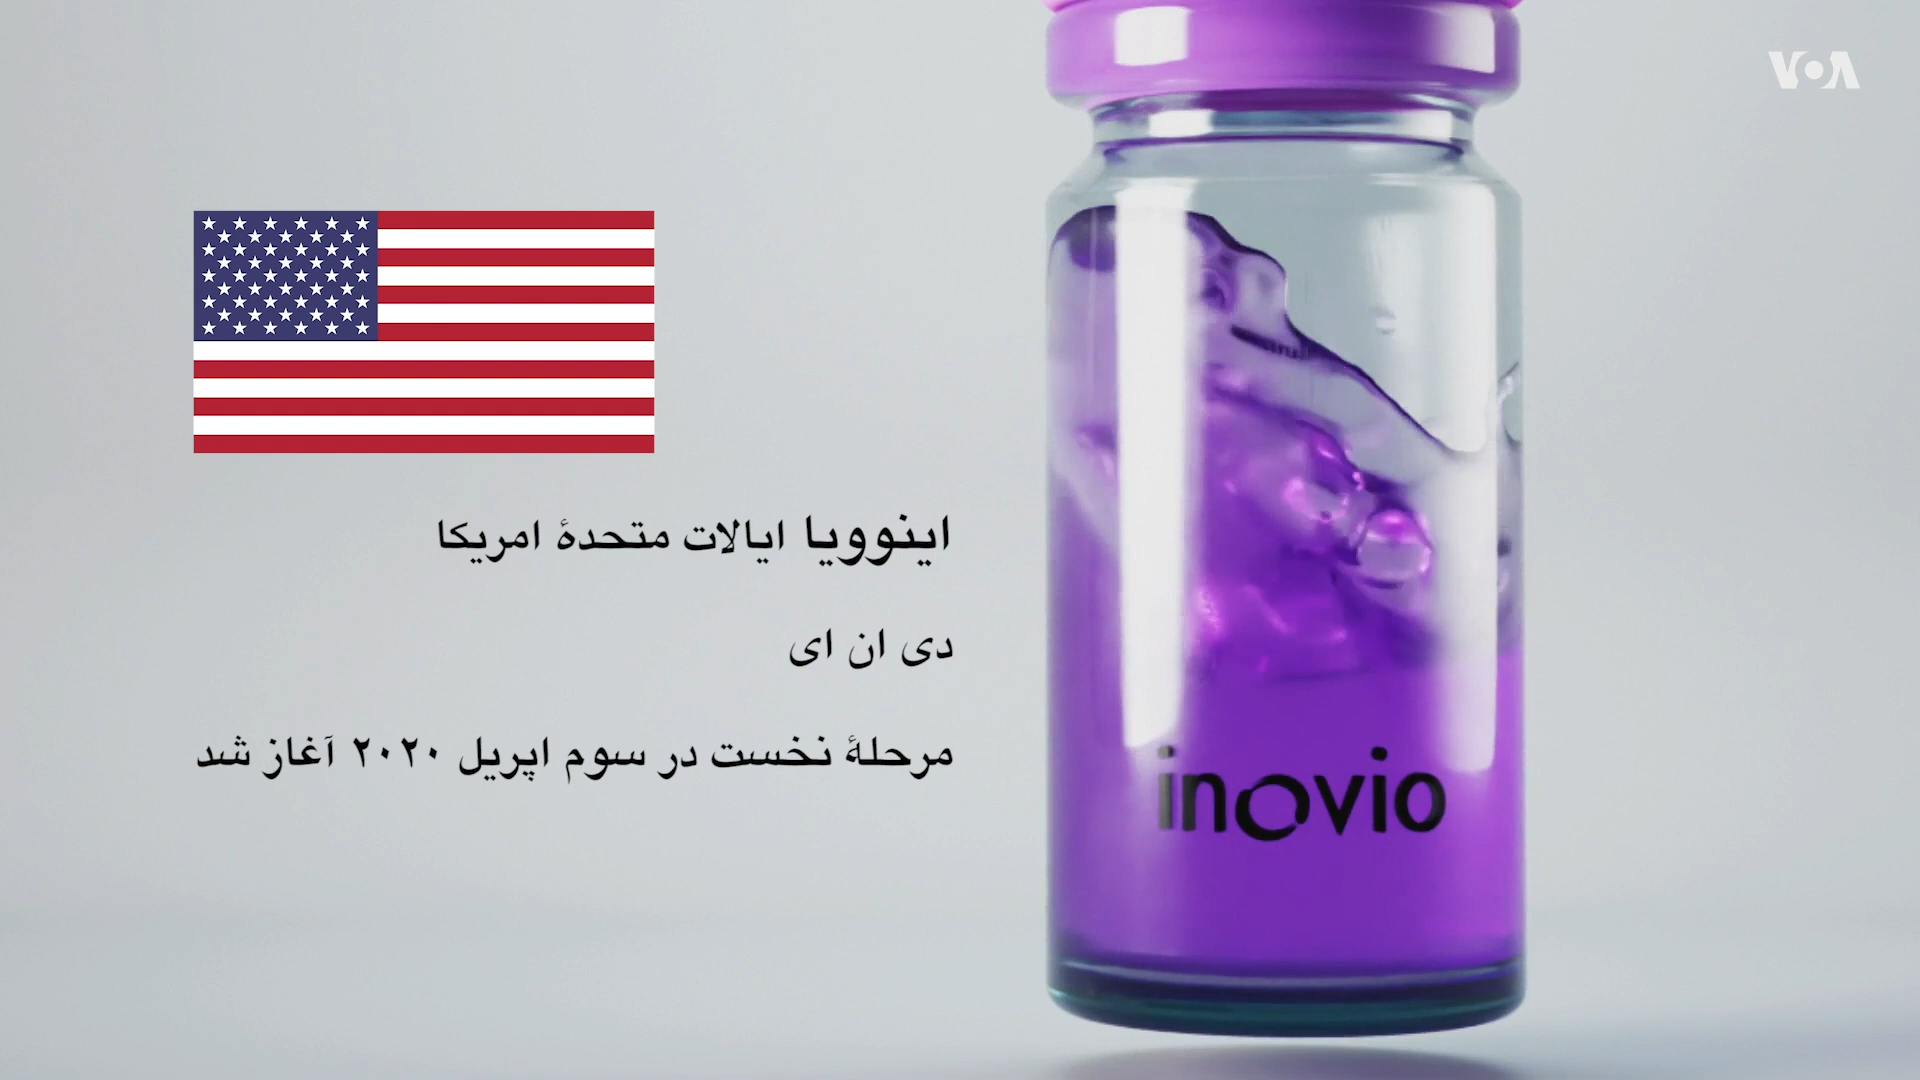 VOA
اینوویا ایالات متحدهٔ امریکا
دی ان ای
مرحلهٔ نخست در سوم اپریل ۲۰۲۰ آغاز شد
inovio